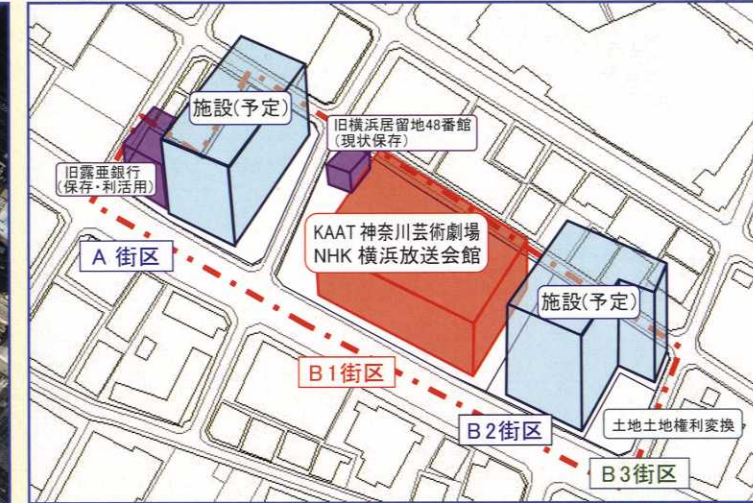 施設(予定)
旧横浜居留地48番館
(現状保存)
旧露亜銀行
(保存・利活用)
KAAT 神奈川芸術劇場
NHK 横浜放送会館
A 街区
施設(予定)
B1街区
B2街区
土地土地権利変換
B3街区